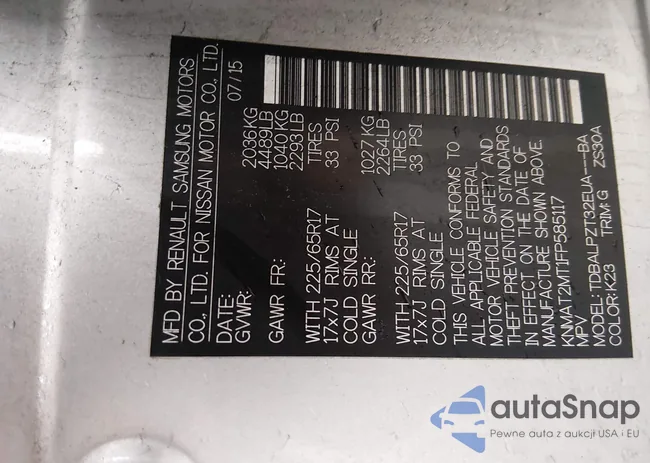 MFD BY RENAULT SAMSUNG MOTORS
CO., LTD. FOR NISSAN MOTOR CO., LTD.
DATE: 07/15
GVWR: 2036KG
4489LB
GAWR FR: 1040 KG
2293LB
WITH 225/65R17 TIRES
17x7J RIMS AT 33 PSI
COLD SINGLE
GAWR RR: 1027 KG
2264LB
WITH 225/65R17 TIRES
17x7J RIMS AT 33 PSI
COLD SINGLE
THIS VEHICLE CONFORMS TO
ALL APPLICABLE FEDERAL
MOTOR VEHICLE SAFETY AND
THEFT PREVENTION STANDARDS
IN EFFECT ON THE DATE OF
MANUFACTURE SHOWN ABOVE.
KNMAT2MT1FP585117
MPV
MODEL: TDBALPZT32EUA---BA
COLOR: K23 TRIM: G ZS30A
autaSnap
Pewne auta z aukcji USA i EU